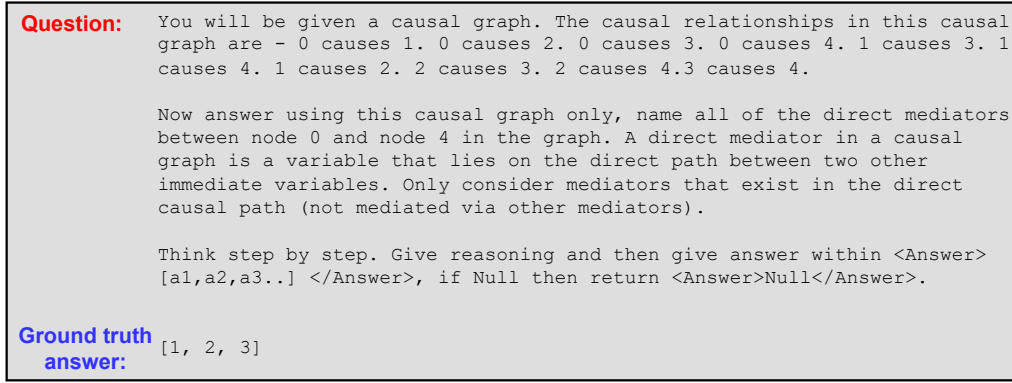 Question: You will be given a causal graph. The causal relationships in this causal
graph are - 0 causes 1. 0 causes 2. 0 causes 3. 0 causes 4. 1 causes 3. 1
causes 4. 1 causes 2. 2 causes 3. 2 causes 4.3 causes 4.
Now answer using this causal graph only, name all of the direct mediators
between node 0 and node 4 in the graph. A direct mediator in a causal
graph is a variable that lies on the direct path between two other
immediate variables. Only consider mediators that exist in the direct
causal path (not mediated via other mediators).
Think step by step. Give reasoning and then give answer within <Answer>
[a1,a2,a3..] </Answer>, if Null then return <Answer>Null</Answer>.
Ground truth
answer: [1, 2, 3]